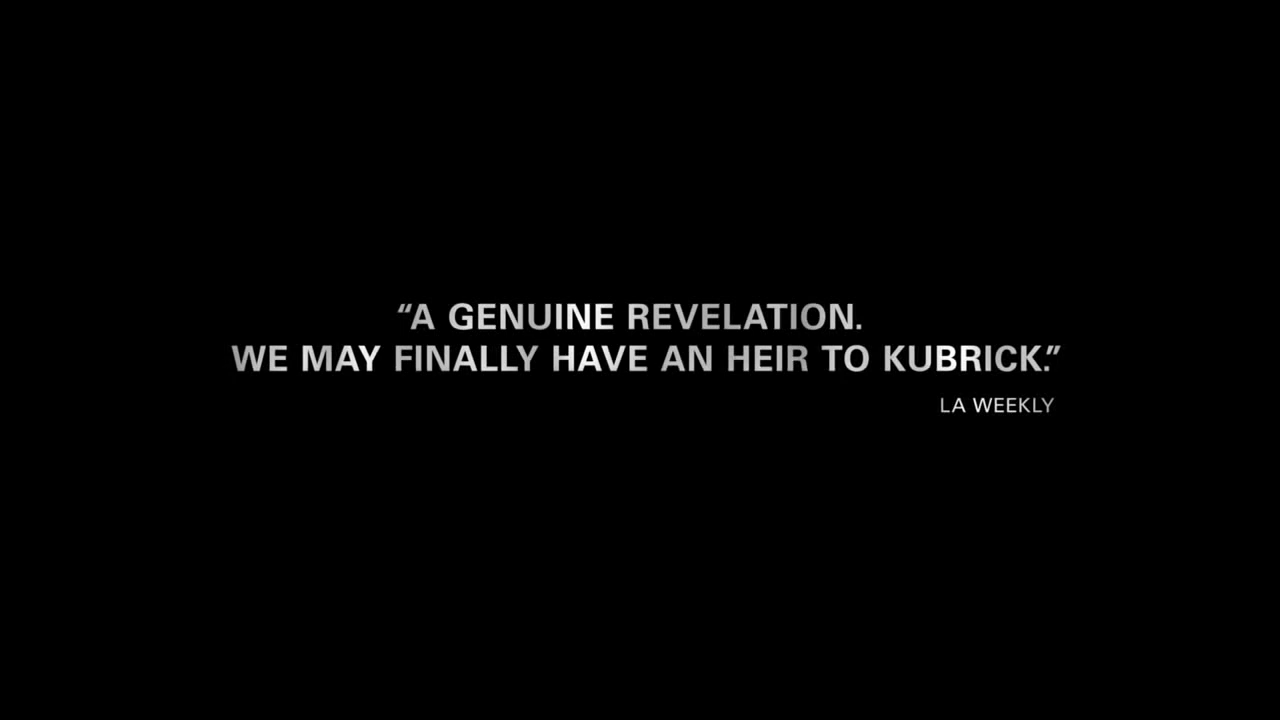 “A GENUINE REVELATION.
WE MAY FINALLY HAVE AN HEIR TO KUBRICK.”
LA WEEKLY